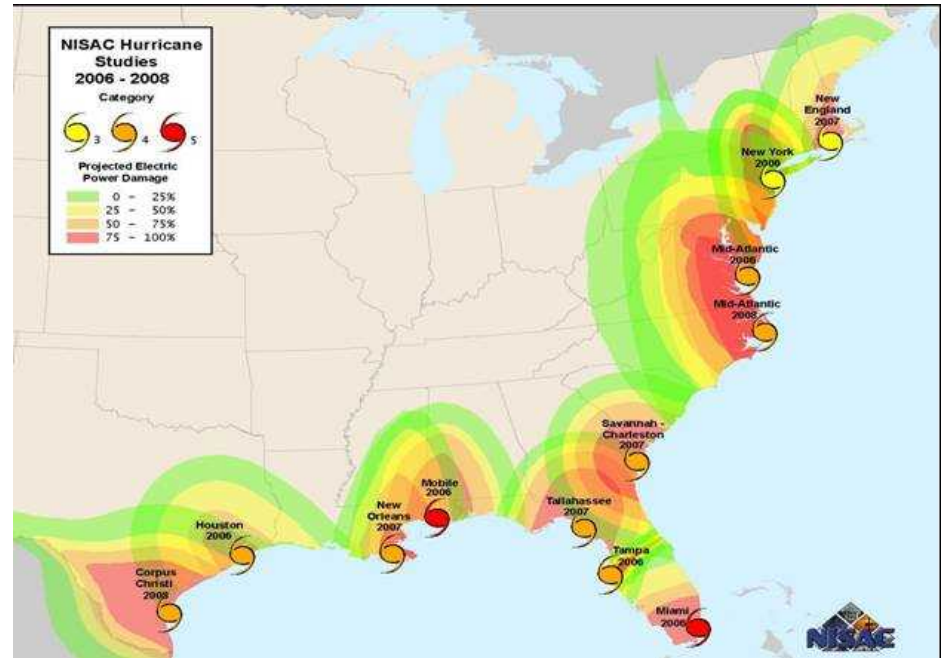 NISAC Hurricane
Studies
2006 - 2008
Category
3 4 5
Projected Electric
Power Damage
0 - 25%
25 - 50%
50 - 75%
75 - 100%
New
England
2007
New York
2006
Mid-Atlantic
2006
Mid-Atlantic
2008
Savannah -
Charleston
2007
Mobile
2006
New
Orleans
2007
Tallahassee
2007
Houston
2006
Tampa
2006
Corpus
Christi
2008
Miami
2006
NISAC